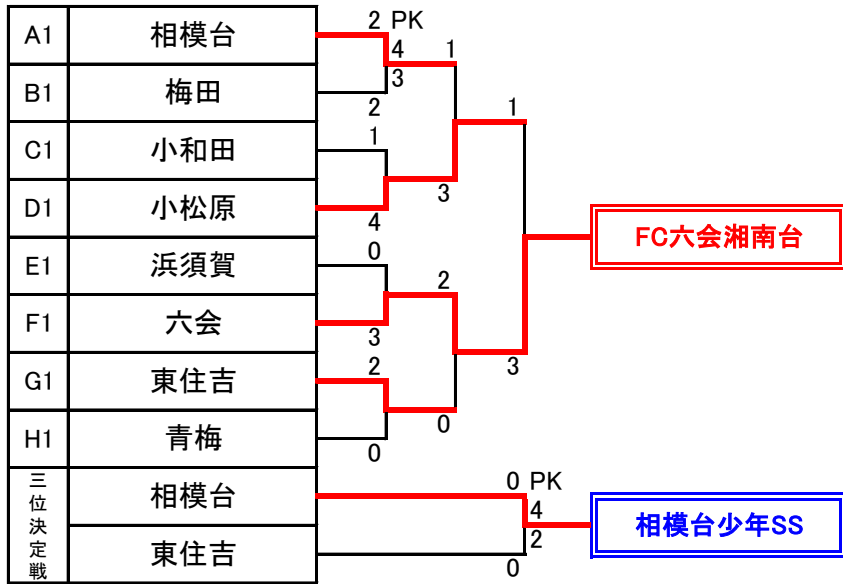 A1 相模台 2 PK
4 1
B1 梅田 3
2
1
C1 小和田 1
D1 小松原 3
4
FC六会湘南台
0
E1 浜須賀 2
F1 六会
3
3
2
G1 東住吉
0
H1 青梅
0
三位決定戦
相模台 0 PK
4
相模台少年SS
2
東住吉
0